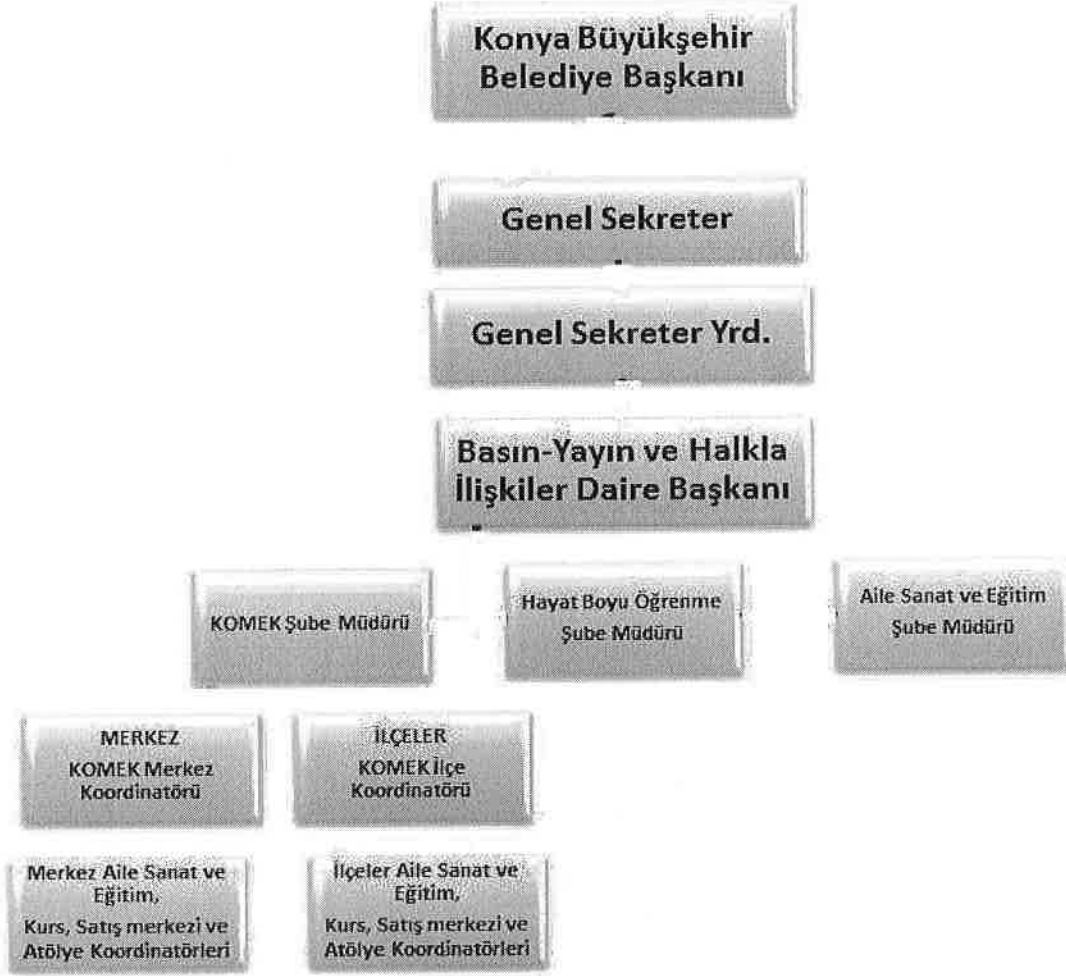 Konya Büyükşehir
Belediye Başkanı
Genel Sekreter
Genel Sekreter Yrd.
Basın-Yayın ve Halkla
İlişkiler Daire Başkanı
KOMEK Şube Müdürü
Hayat Boyu Öğrenme
Şube Müdürü
Aile Sanat ve Eğitim
Şube Müdürü
MERKEZ
KOMEK Merkez
Koordinatörü
İLÇELER
KOMEK İlçe
Koordinatörü
Merkez Aile Sanat ve
Eğitim,
Kurs, Satış merkezi ve
Atölye Koordinatörleri
İlçeler Aile Sanat ve
Eğitim,
Kurs, Satış merkezi ve
Atölye Koordinatörleri